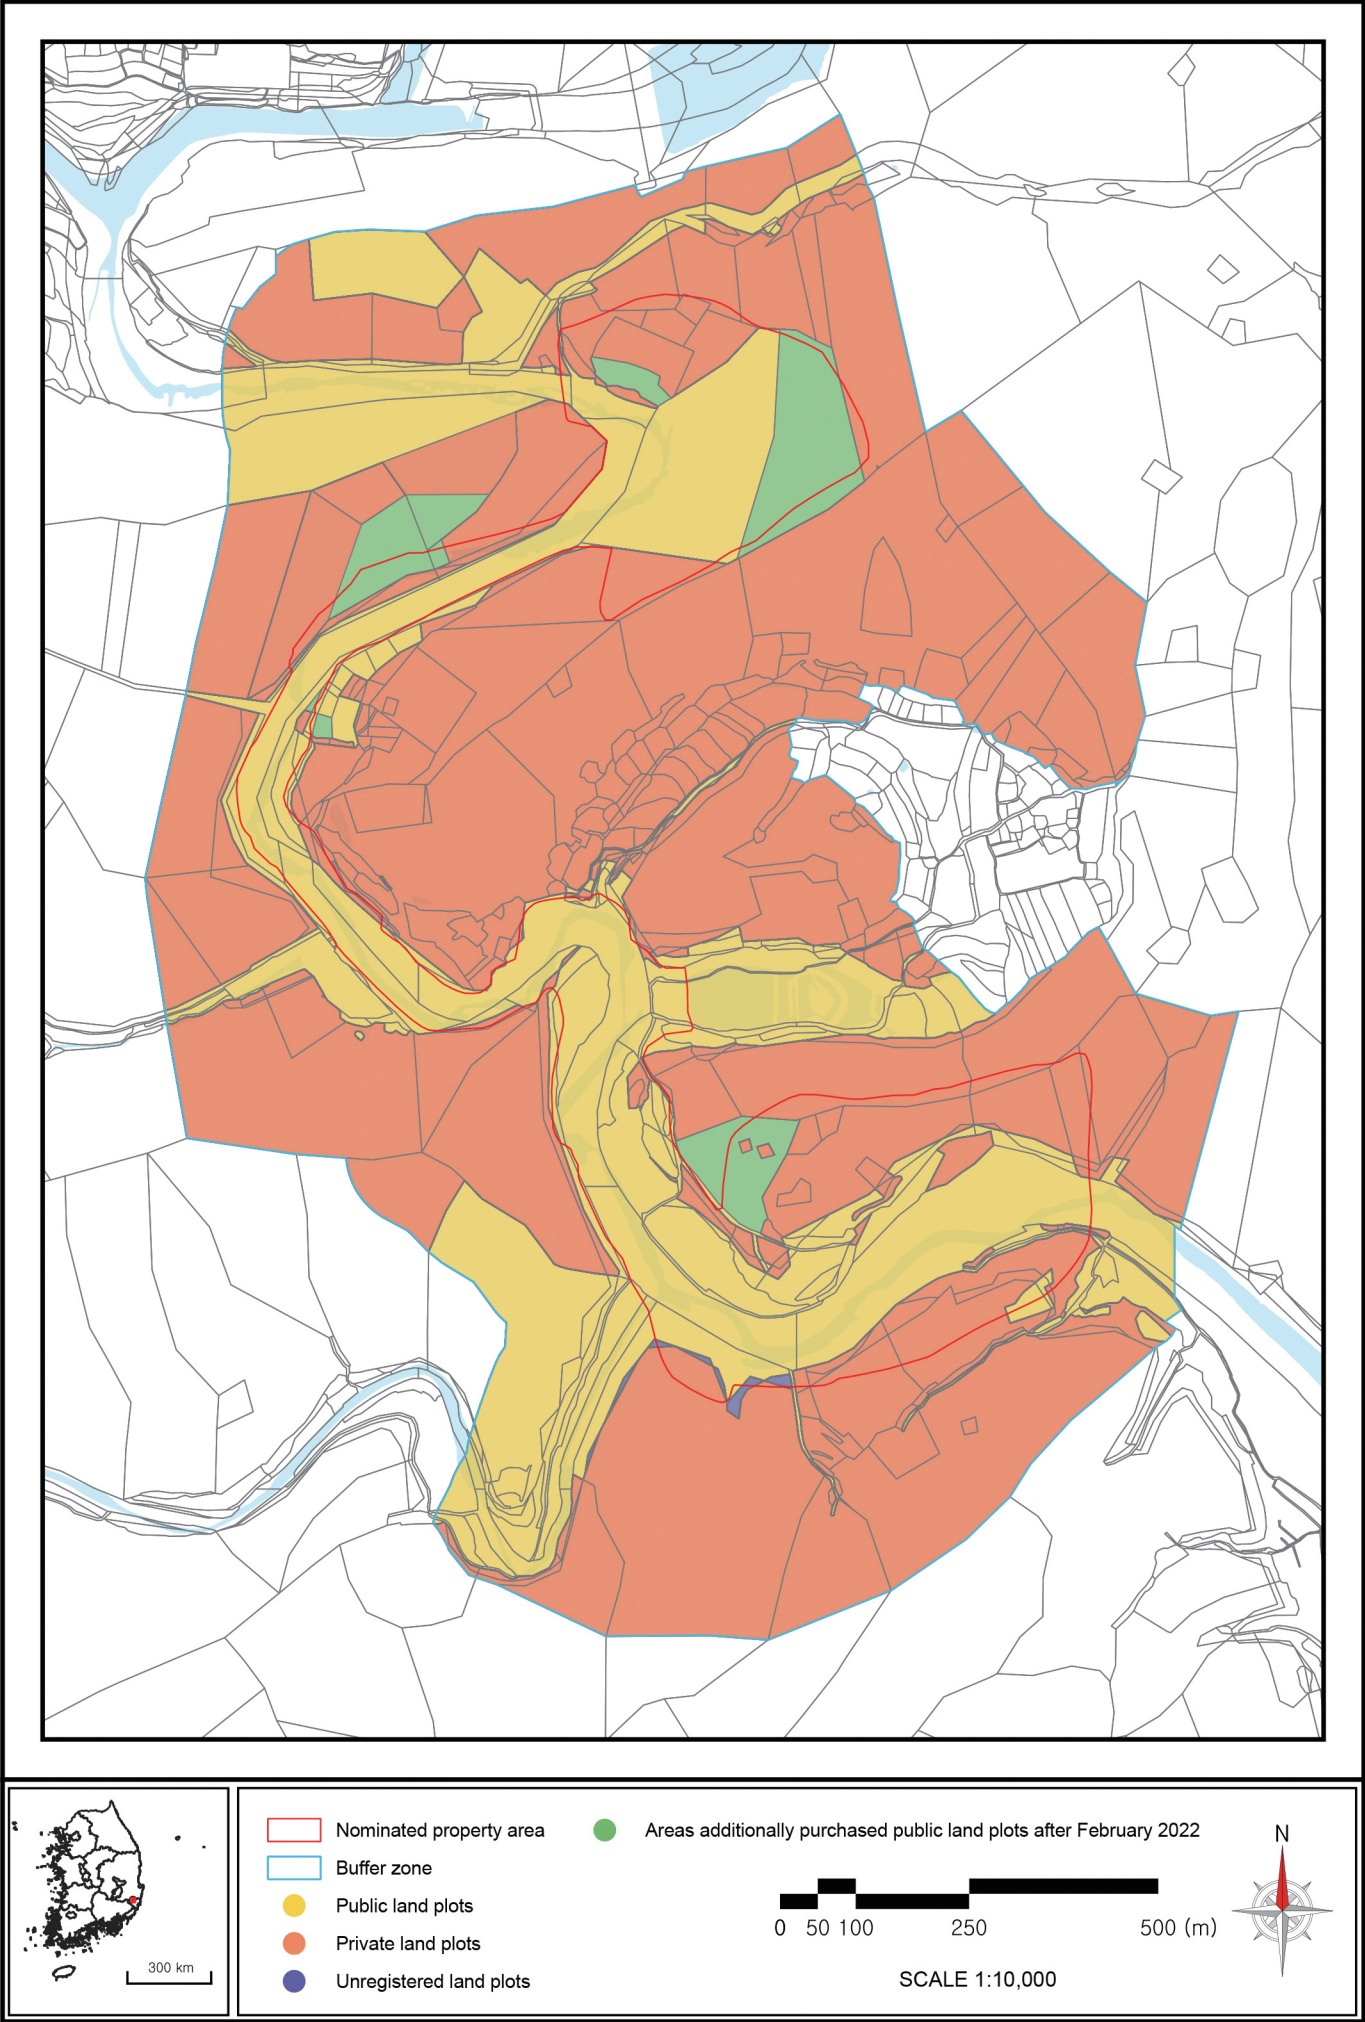 300 km
Nominated property area
Buffer zone
Public land plots
Private land plots
Unregistered land plots
Areas additionally purchased public land plots after February 2022
0 50 100 250 500 (m)
SCALE 1:10,000
N